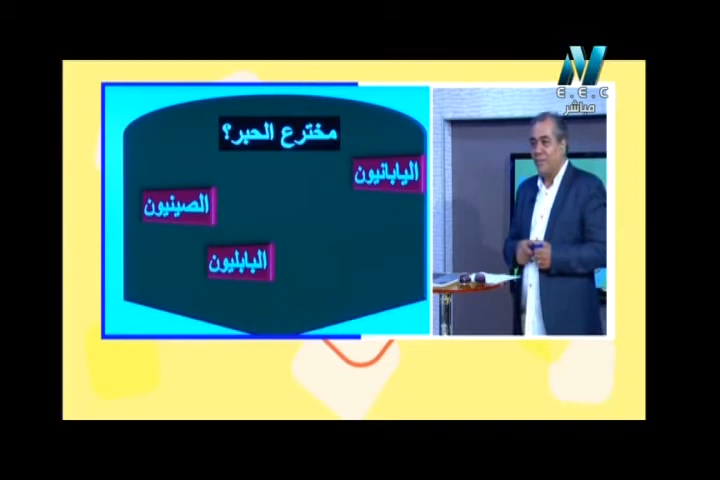 E.E.C
مباشر
مخترع الحبر؟
اليابانيون
الصينيون
البابليون